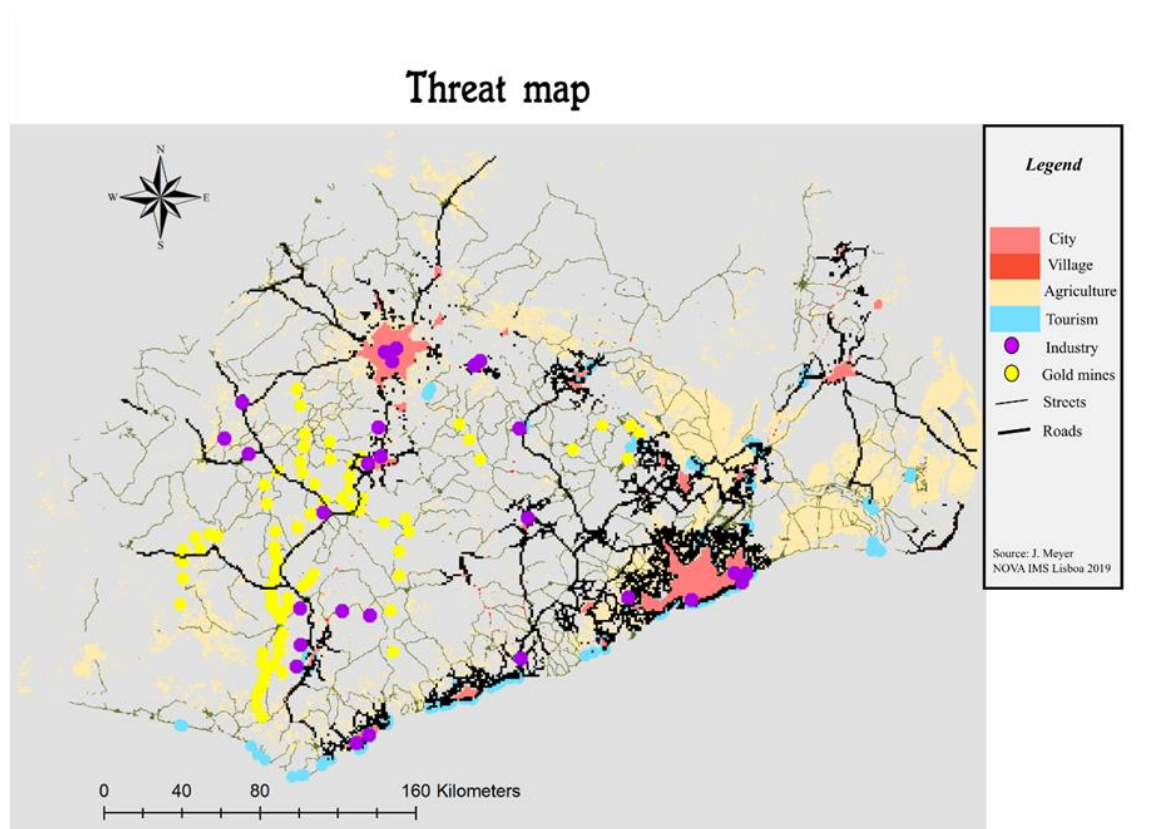 Threat map
N
W E
S
Legend
City
Village
Agriculture
Tourism
Industry
Gold mines
Streets
Roads
Source: J. Meyer
NOVA IMS Lisboa 2019
0 40 80 160 Kilometers